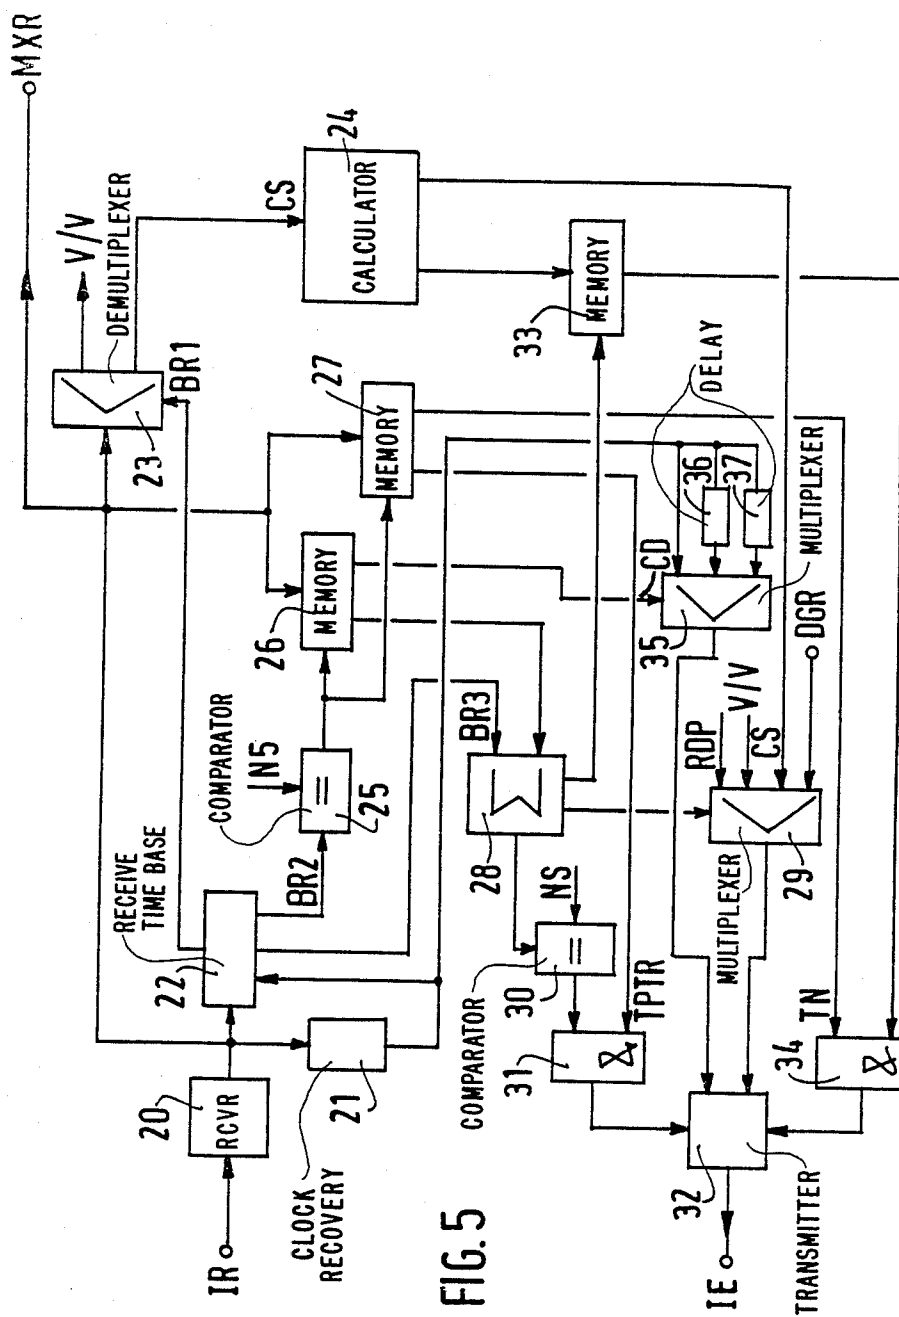 IR
20
RCVR
CLOCK
RECOVERY
21
22
RECEIVE
TIME BASE
BR2
COMPARATOR
IN5
=
25
23
BR1
DEMULTIPLEXER
V/V
MXR
CS
CALCULATOR
24
26
MEMORY
27
MEMORY
33
MEMORY
BR3
28
Σ
COMPARATOR
30
=
NS
31
&
TPTR
CD
35
36
37
DELAY
MULTIPLEXER
RDP
V/V
CS
DGR
MULTIPLEXER
29
TN
34
&
32
TRANSMITTER
IE
FIG. 5